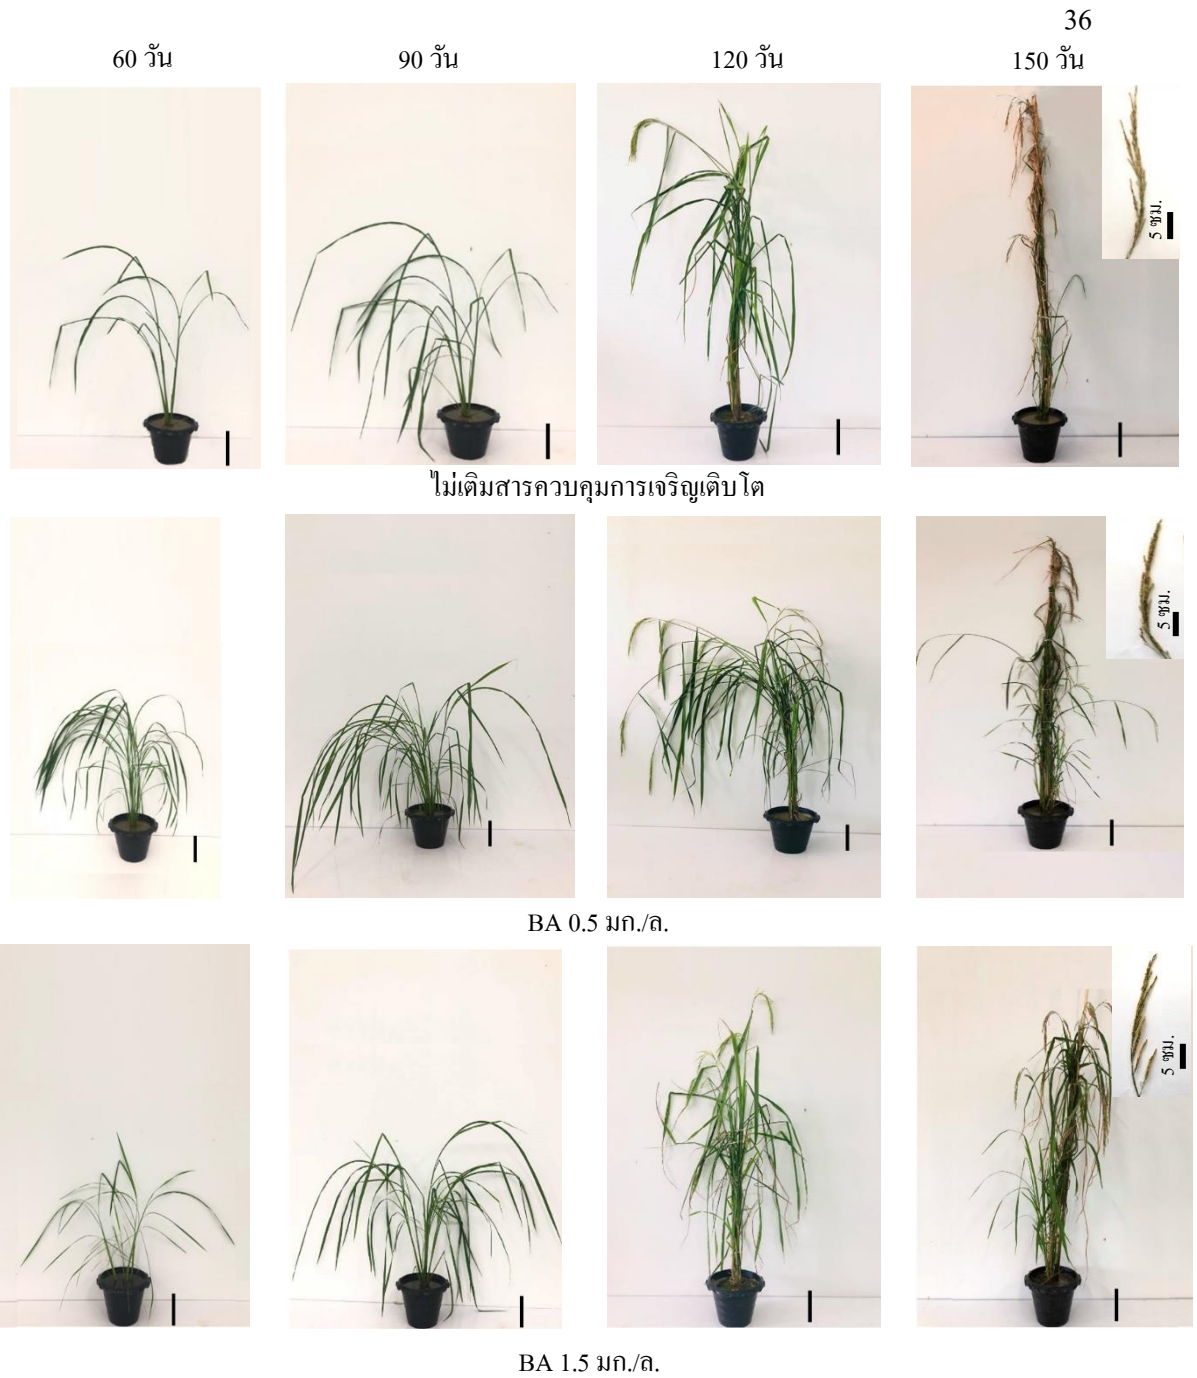 36
60 วัน 90 วัน 120 วัน 150 วัน
5 ซม.
ไม่เติมสารควบคุมการเจริญเติบโต
5 ซม.
BA 0.5 มก./ล.
5 ซม.
BA 1.5 มก./ล.